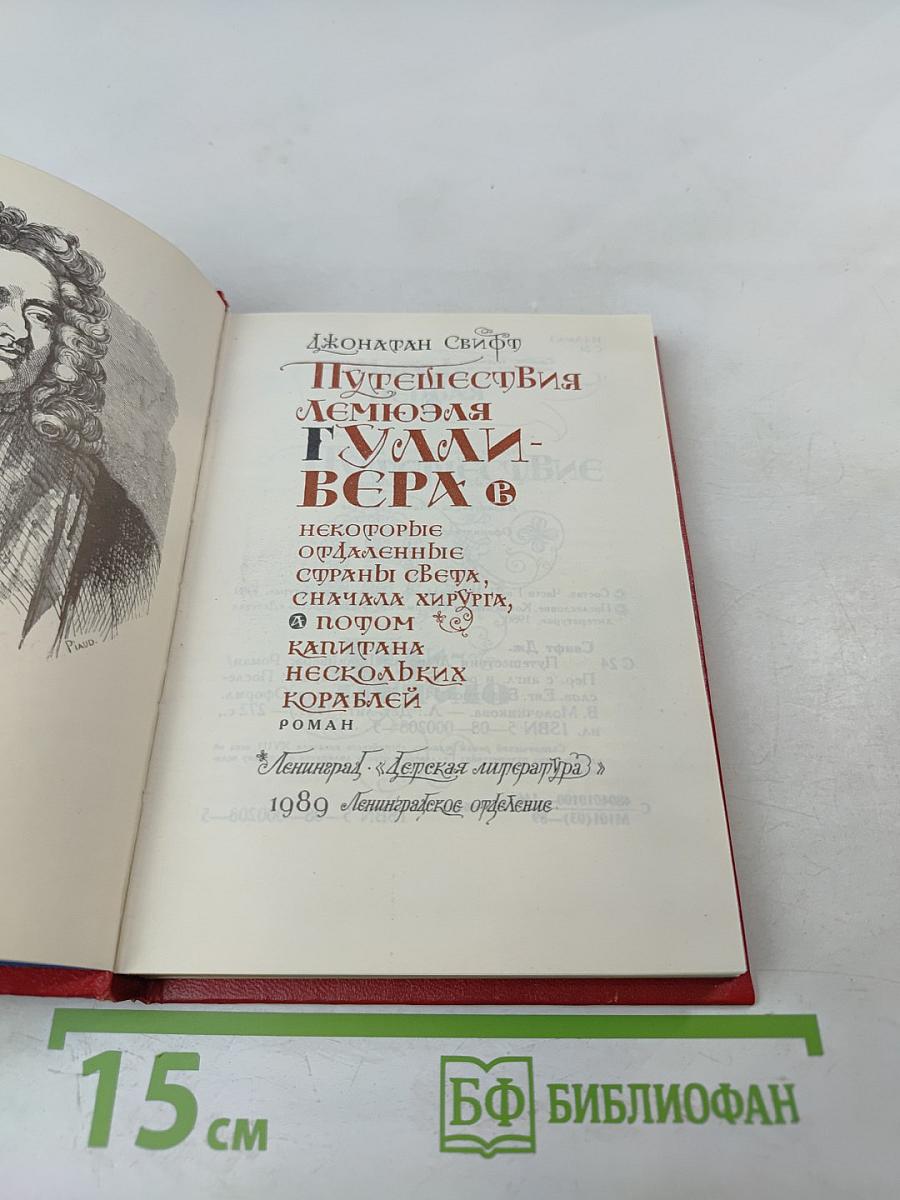 Джонатан Свифт
Путешествия
Лемюэля
Гулли-
вера в
некоторые
отдаленные
страны света,
сначала хирурга,
а потом
капитана
нескольких
кораблей
роман
Ленинград · «Детская литература»
1989 Ленинградское отделение
Piaud.
15 см
БФ БИБЛИОФАН